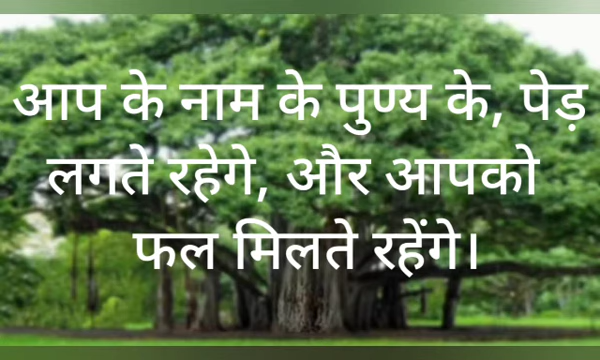 आप के नाम के पुण्य के, पेड़
लगते रहेगे, और आपको
फल मिलते रहेंगे।